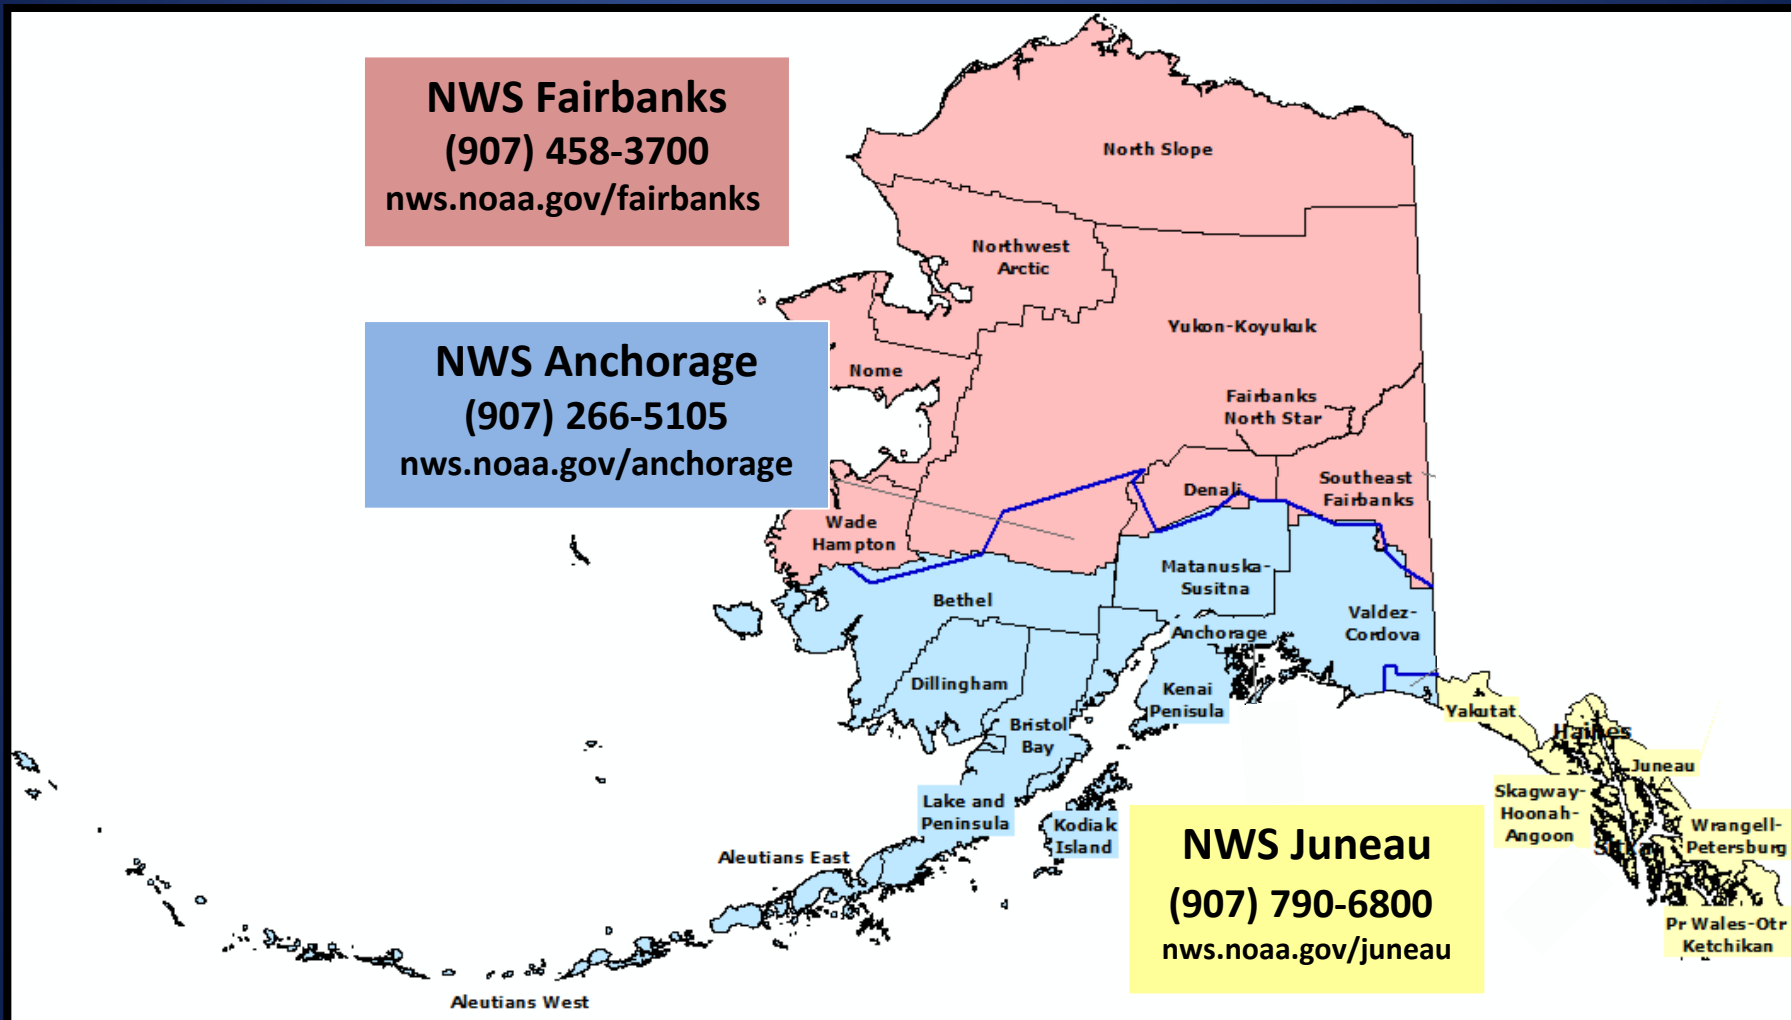 NWS Fairbanks
(907) 458-3700
nws.noaa.gov/fairbanks
North Slope
Northwest
Arctic
NWS Anchorage
(907) 266-5105
nws.noaa.gov/anchorage
Yukon-Koyukuk
Nome
Fairbanks
North Star
Southeast
Fairbanks
Denali
Wade
Hampton
Matanuska-
Susitna
Bethel
Valdez-
Cordova
Anchorage
Dillingham
Kenai
Penisula
Bristol
Bay
Yakutat
Haines
Juneau
Lake and
Peninsula
Kodiak
Island
Skagway-
Hoonah-
Angoon
Wrangell-
Petersburg
Aleutians East
NWS Juneau
(907) 790-6800
nws.noaa.gov/juneau
Pr Wales-Otr
Ketchikan
Aleutians West